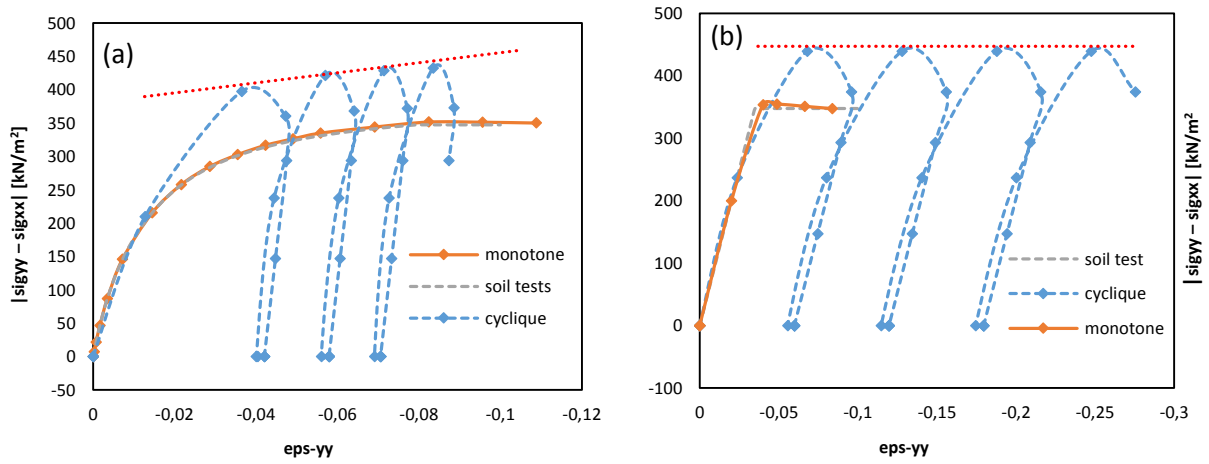 (a)
|sigyy – sigxx| [kN/m²]
500
450
400
350
300
250
200
150
100
50
0
-50
0
-0,02
-0,04
-0,06
-0,08
-0,1
-0,12
eps-yy
monotone
soil tests
cyclique
(b)
|sigyy – sigxx| [kN/m²]
500
400
300
200
100
0
-100
0
-0,05
-0,1
-0,15
-0,2
-0,25
-0,3
eps-yy
soil test
cyclique
monotone